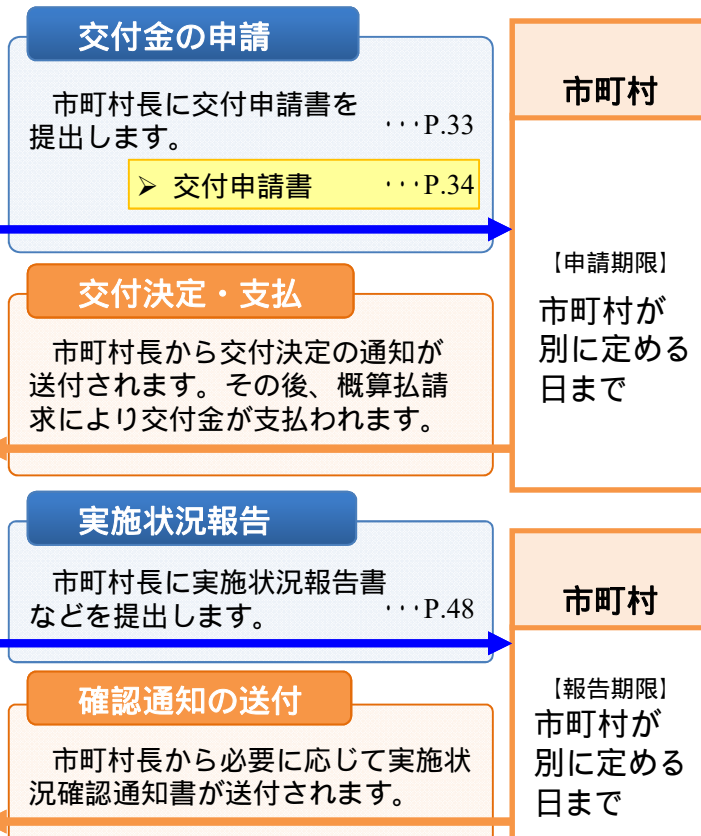 交付金の申請
市町村長に交付申請書を
提出します。 ･･･P.33
➢ 交付申請書 ･･･P.34
市町村
【申請期限】
市町村が
別に定める
日まで
交付決定・支払
市町村長から交付決定の通知が
送付されます。その後、概算払請
求により交付金が支払われます。
実施状況報告
市町村長に実施状況報告書
などを提出します。 ･･･P.48
市町村
【報告期限】
市町村が
別に定める
日まで
確認通知の送付
市町村長から必要に応じて実施状
況確認通知書が送付されます。